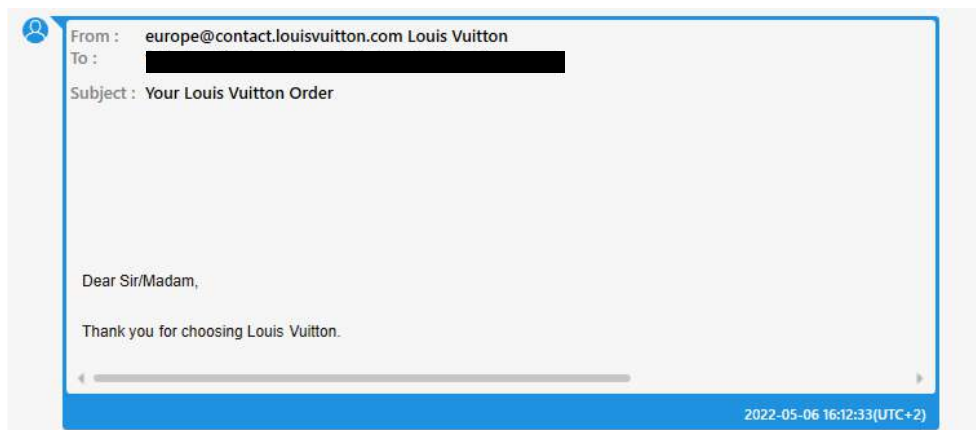 From : europe@contact.louisvuitton.com Louis Vuitton
To :
Subject : Your Louis Vuitton Order
Dear Sir/Madam,
Thank you for choosing Louis Vuitton.
2022-05-06 16:12:33(UTC+2)